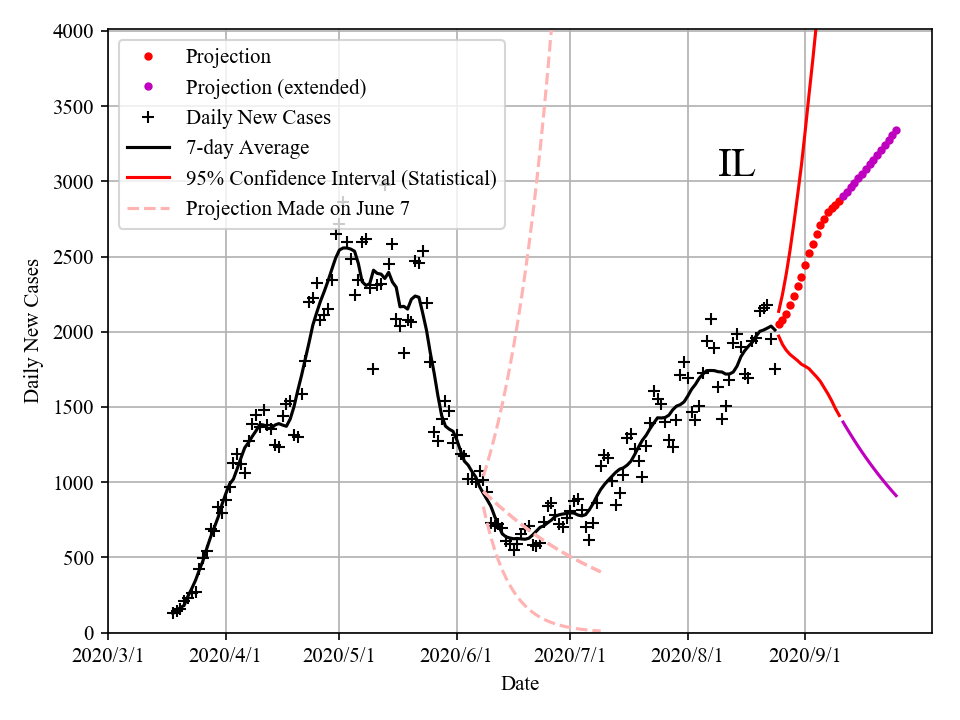 4000
3500
3000
2500
2000
1500
1000
500
0
Daily New Cases
Projection
Projection (extended)
Daily New Cases
7-day Average
95% Confidence Interval (Statistical)
Projection Made on June 7
IL
2020/3/1 2020/4/1 2020/5/1 2020/6/1 2020/7/1 2020/8/1 2020/9/1
Date